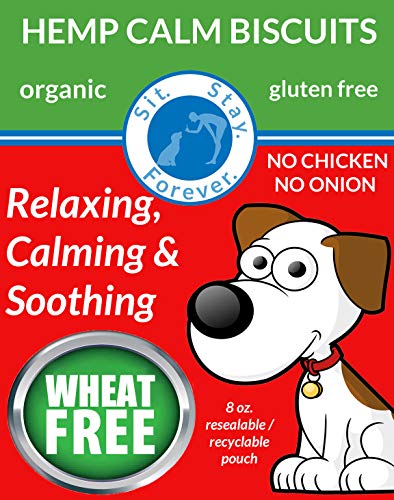 HEMP CALM BISCUITS
organic
gluten free
Sit. Stay.
Forever.
NO CHICKEN
NO ONION
Relaxing,
Calming &
Soothing
WHEAT
FREE
8 oz.
resealable /
recyclable
pouch